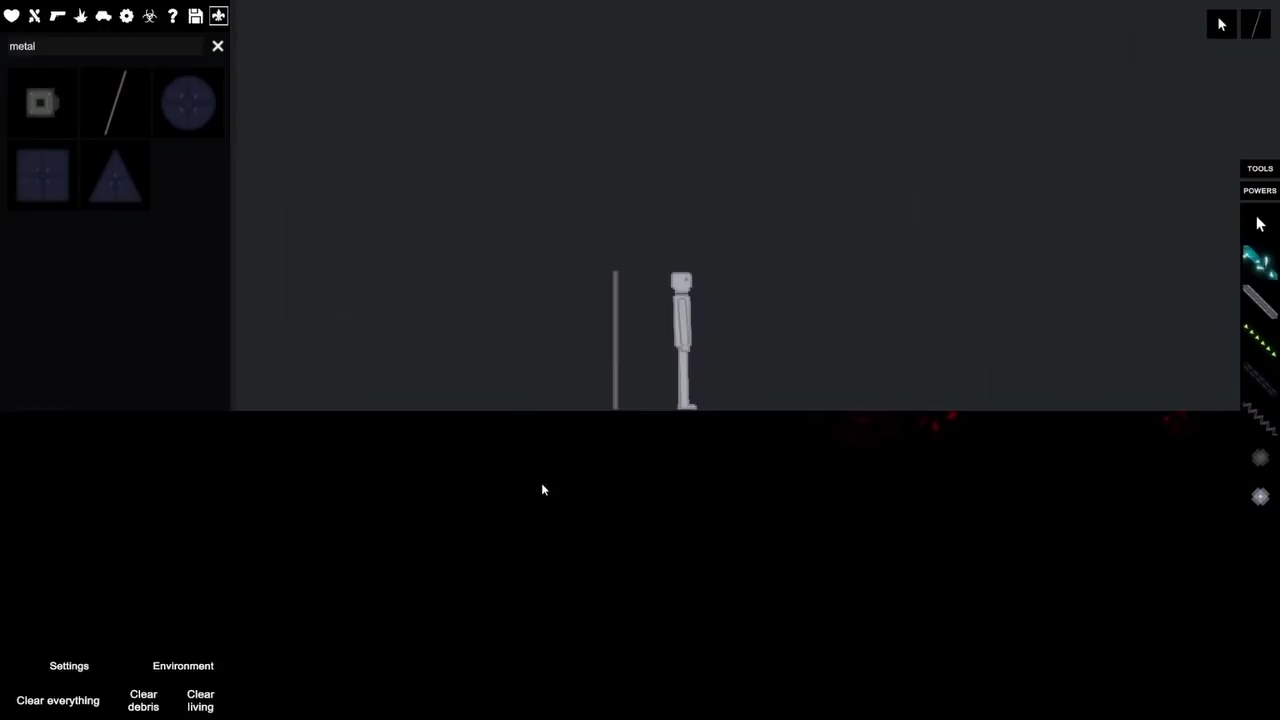 metal
TOOLS
POWERS
Settings
Environment
Clear everything
Clear
debris
Clear
living